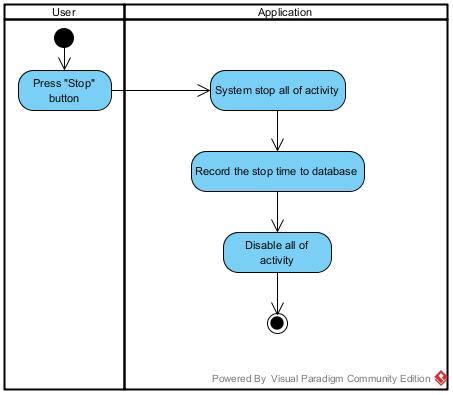 User
Application
Press "Stop"
button
System stop all of activity
Record the stop time to database
Disable all of
activity
Powered By Visual Paradigm Community Edition